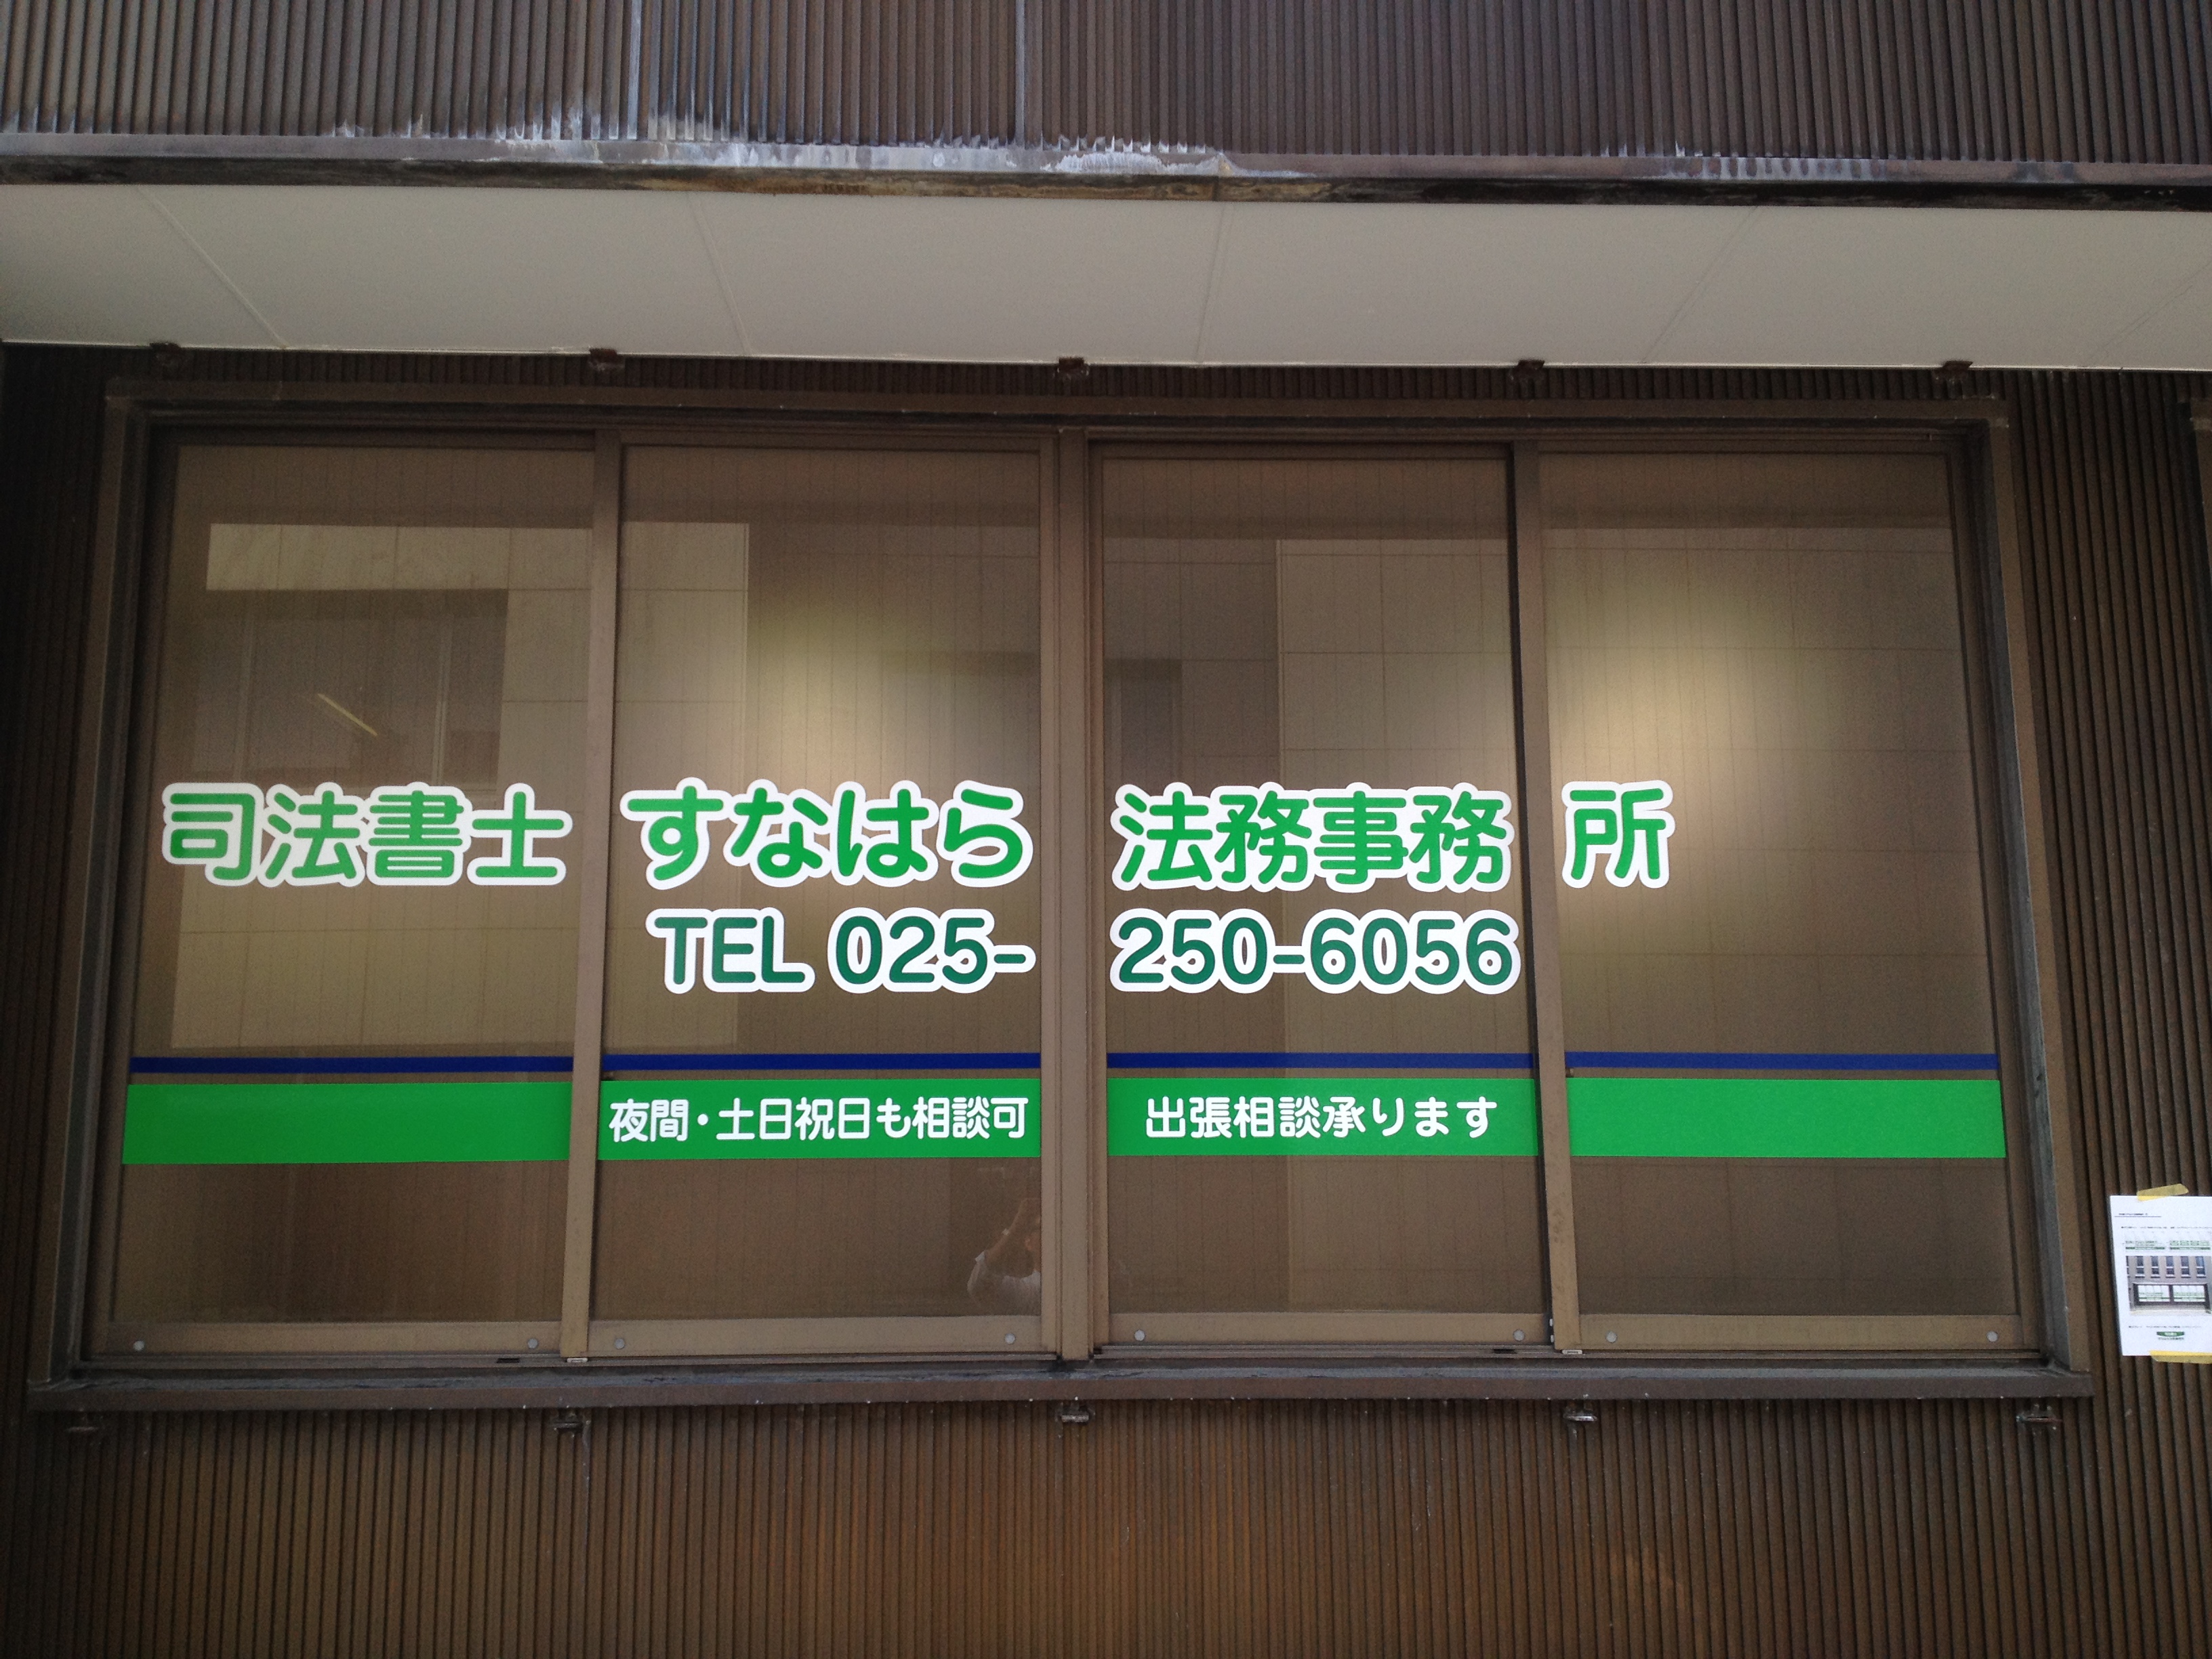 司法書士 すなはら 法務事務所
TEL 025-250-6056
夜間・土日祝日も相談可 出張相談承ります